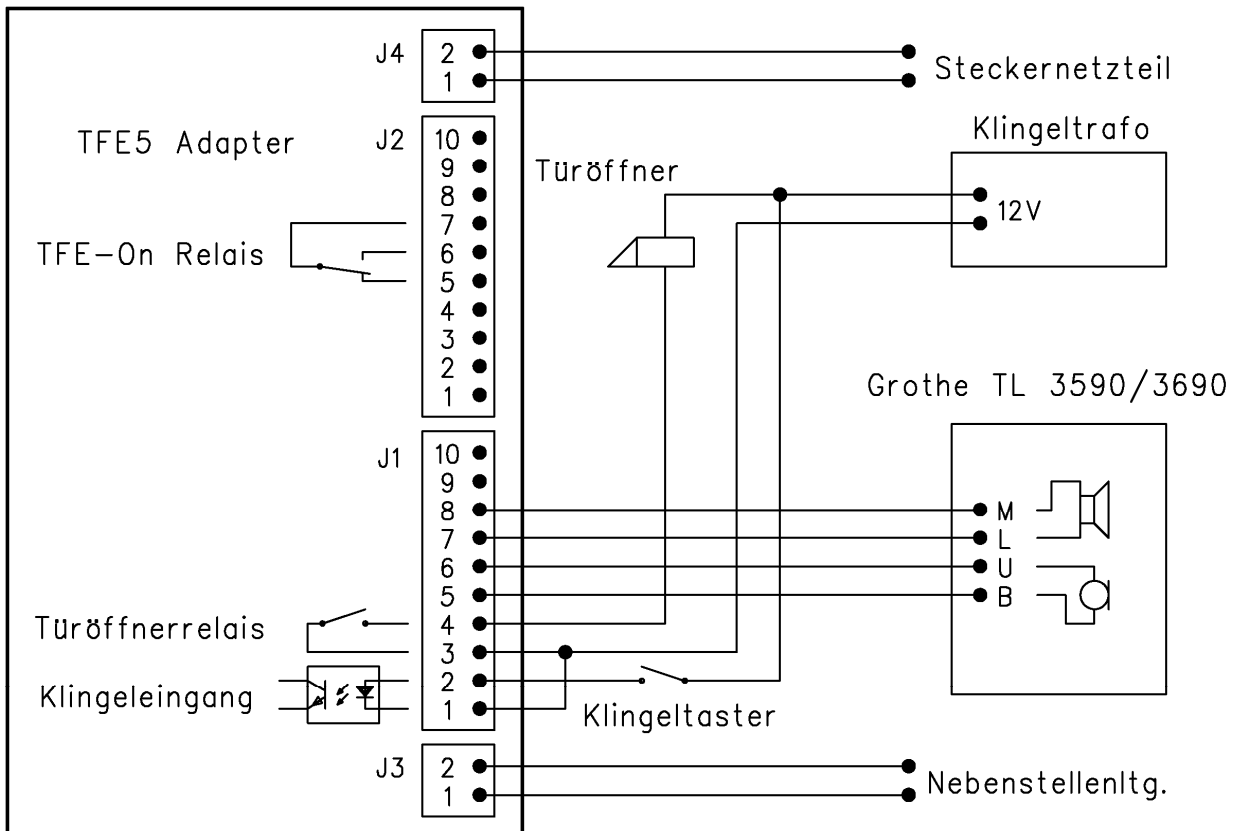 J4
2
1
Steckernetzteil
TFE5 Adapter
J2
10
9
8
7
6
5
4
3
2
1
Türöffner
Klingeltrafo
12V
TFE-On Relais
Grothe TL 3590/3690
J1
10
9
8
7
6
5
4
3
2
1
M
L
U
B
Türöffnerrelais
Klingeleingang
Klingeltaster
J3
2
1
Nebenstellenltg.